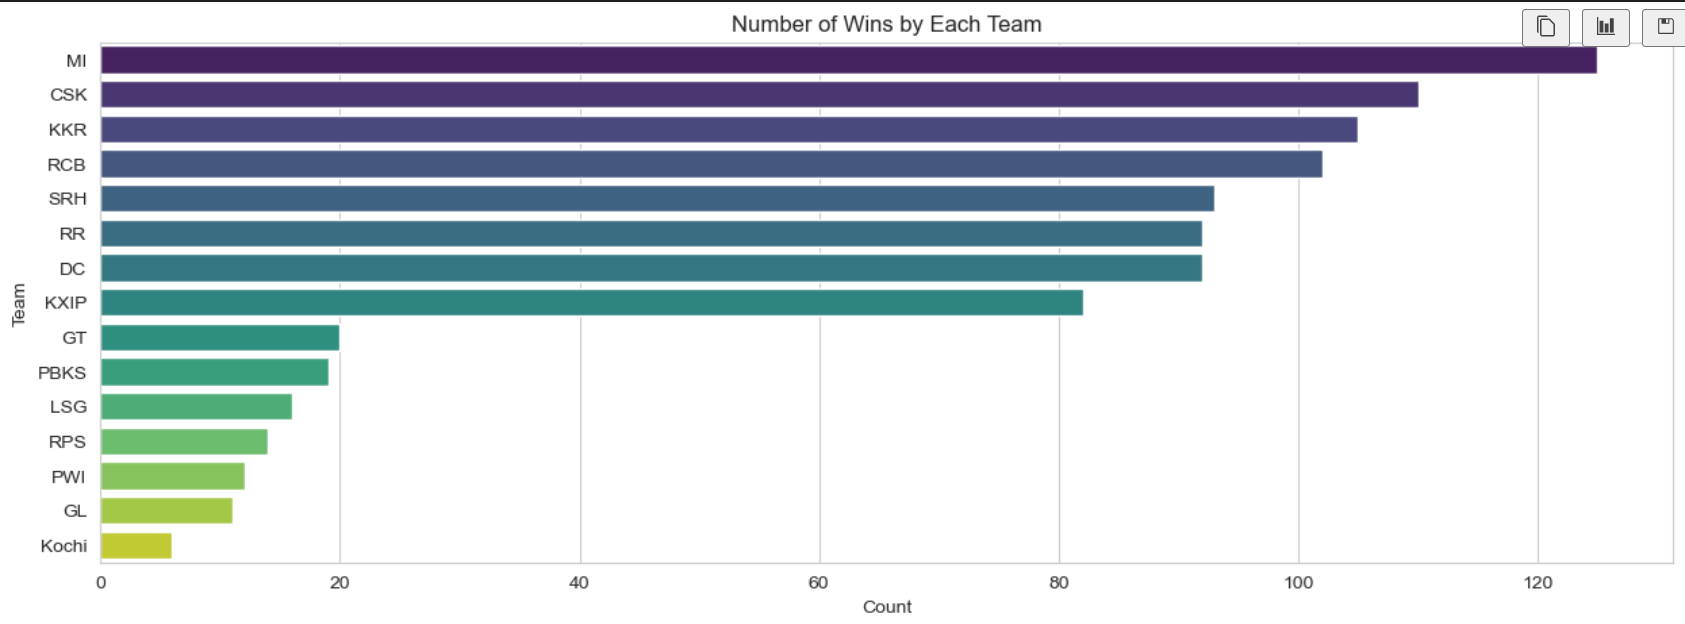 Number of Wins by Each Team
MI
CSK
KKR
RCB
SRH
RR
DC
KXIP
GT
PBKS
LSG
RPS
PWI
GL
Kochi
Team
0 20 40 60 80 100 120
Count